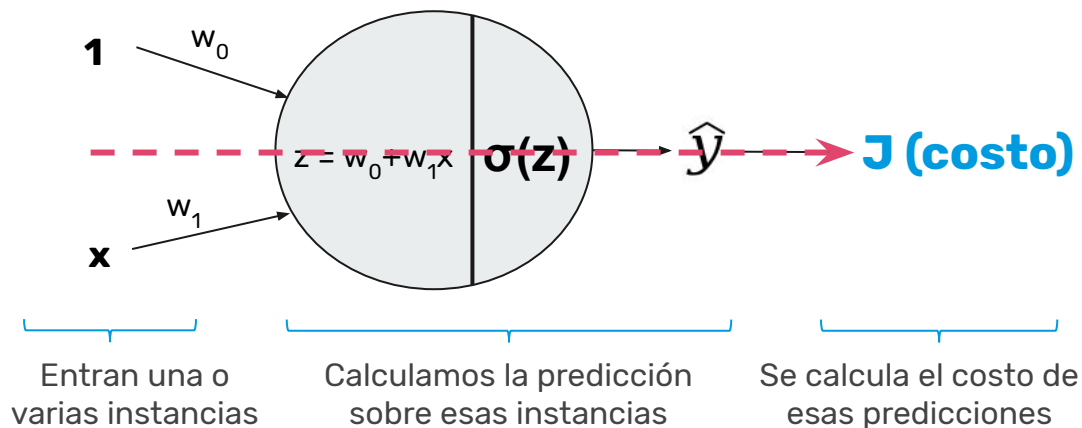 1
w₀
z = w₀+w₁x
σ(z)
ŷ
J (costo)
w₁
x
Entran una o
varias instancias
Calculamos la predicción
sobre esas instancias
Se calcula el costo de
esas predicciones